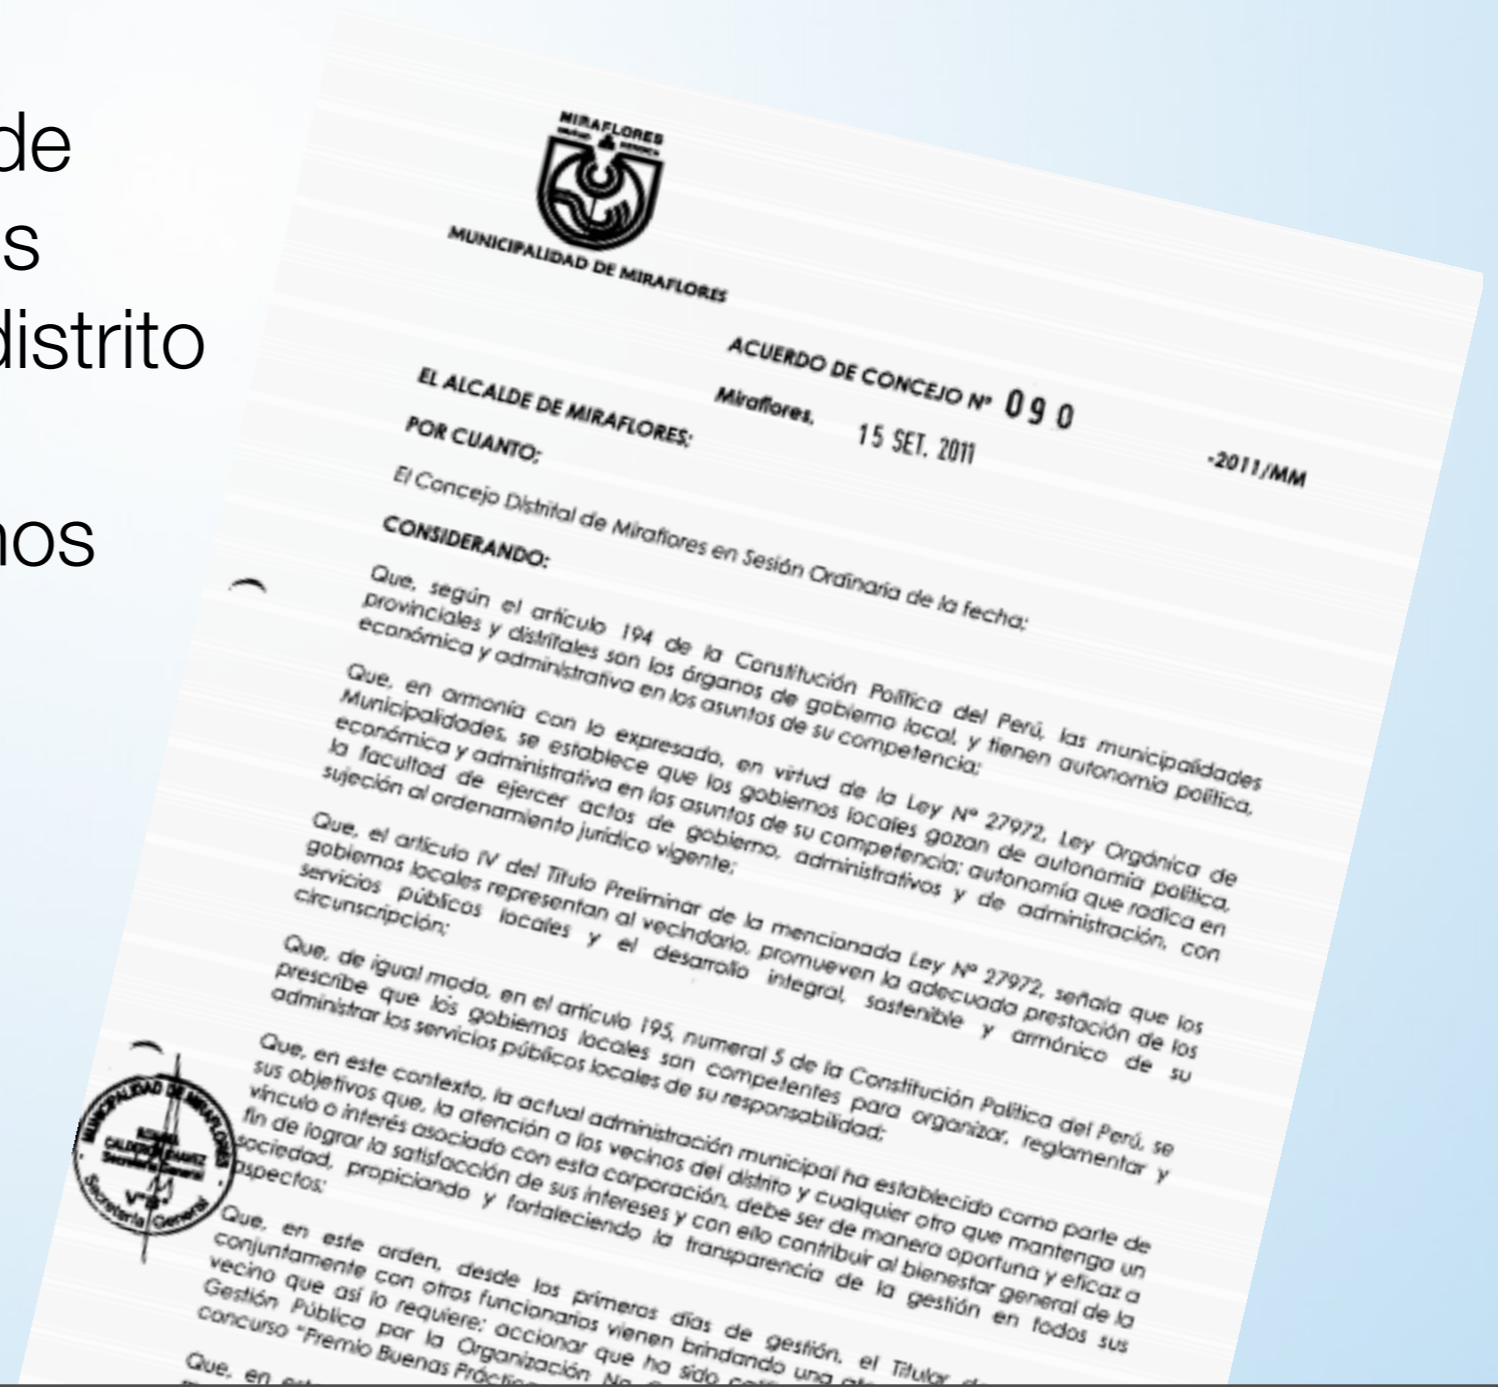 de
s
distrito
nos
MIRAFLORES
MUNICIPALIDAD DE MIRAFLORES
ACUERDO DE CONCEJO Nº 090 -2011/MM
Miraflores, 15 SET. 2011
EL ALCALDE DE MIRAFLORES;
POR CUANTO;
El Concejo Distrital de Miraflores en Sesión Ordinaria de la fecha;
CONSIDERANDO:
Que, según el artículo 194 de la Constitución Política del Perú, las municipalidades
provinciales y distritales son los órganos de gobierno local, y tienen autonomía política,
económica y administrativa en los asuntos de su competencia;
Que, en armonía con lo expresado, en virtud de la Ley Nº 27972, Ley Orgánica de
Municipalidades, se establece que los gobiernos locales gozan de autonomía política,
económica y administrativa en los asuntos de su competencia; autonomía que radica en
la facultad de ejercer actos de gobierno, administrativos y de administración, con
sujeción al ordenamiento jurídico vigente;
Que, el artículo IV del Título Preliminar de la mencionada Ley Nº 27972, señala que los
gobiernos locales representan al vecindario, promueven la adecuada prestación de los
servicios públicos locales y el desarrollo integral, sostenible y armónico de su
circunscripción;
Que, de igual modo, en el artículo 195, numeral 5 de la Constitución Política del Perú, se
prescribe que los gobiernos locales son competentes para organizar, reglamentar y
administrar los servicios públicos locales de su responsabilidad;
Que, en este contexto, la actual administración municipal ha establecido como parte de
sus objetivos que, la atención a los vecinos del distrito y cualquier otro que mantenga un
vínculo o interés asociado con esta corporación, debe ser de manera oportuna y eficaz a
fin de lograr la satisfacción de sus intereses y con ello contribuir al bienestar general de la
sociedad, propiciando y fortaleciendo la transparencia de la gestión en todos sus
aspectos;
MUNICIPALIDAD DE MIRAFLORES
Secretaria General
VºBº
Secretaría General
Que, en este orden, desde los primeros días de gestión, el Titular
conjuntamente con otros funcionarios vienen brindando una
vecino que así lo requiere; accionar que ha sido
Gestión Pública por la Organización No
concurso "Premio Buenas
Que, en